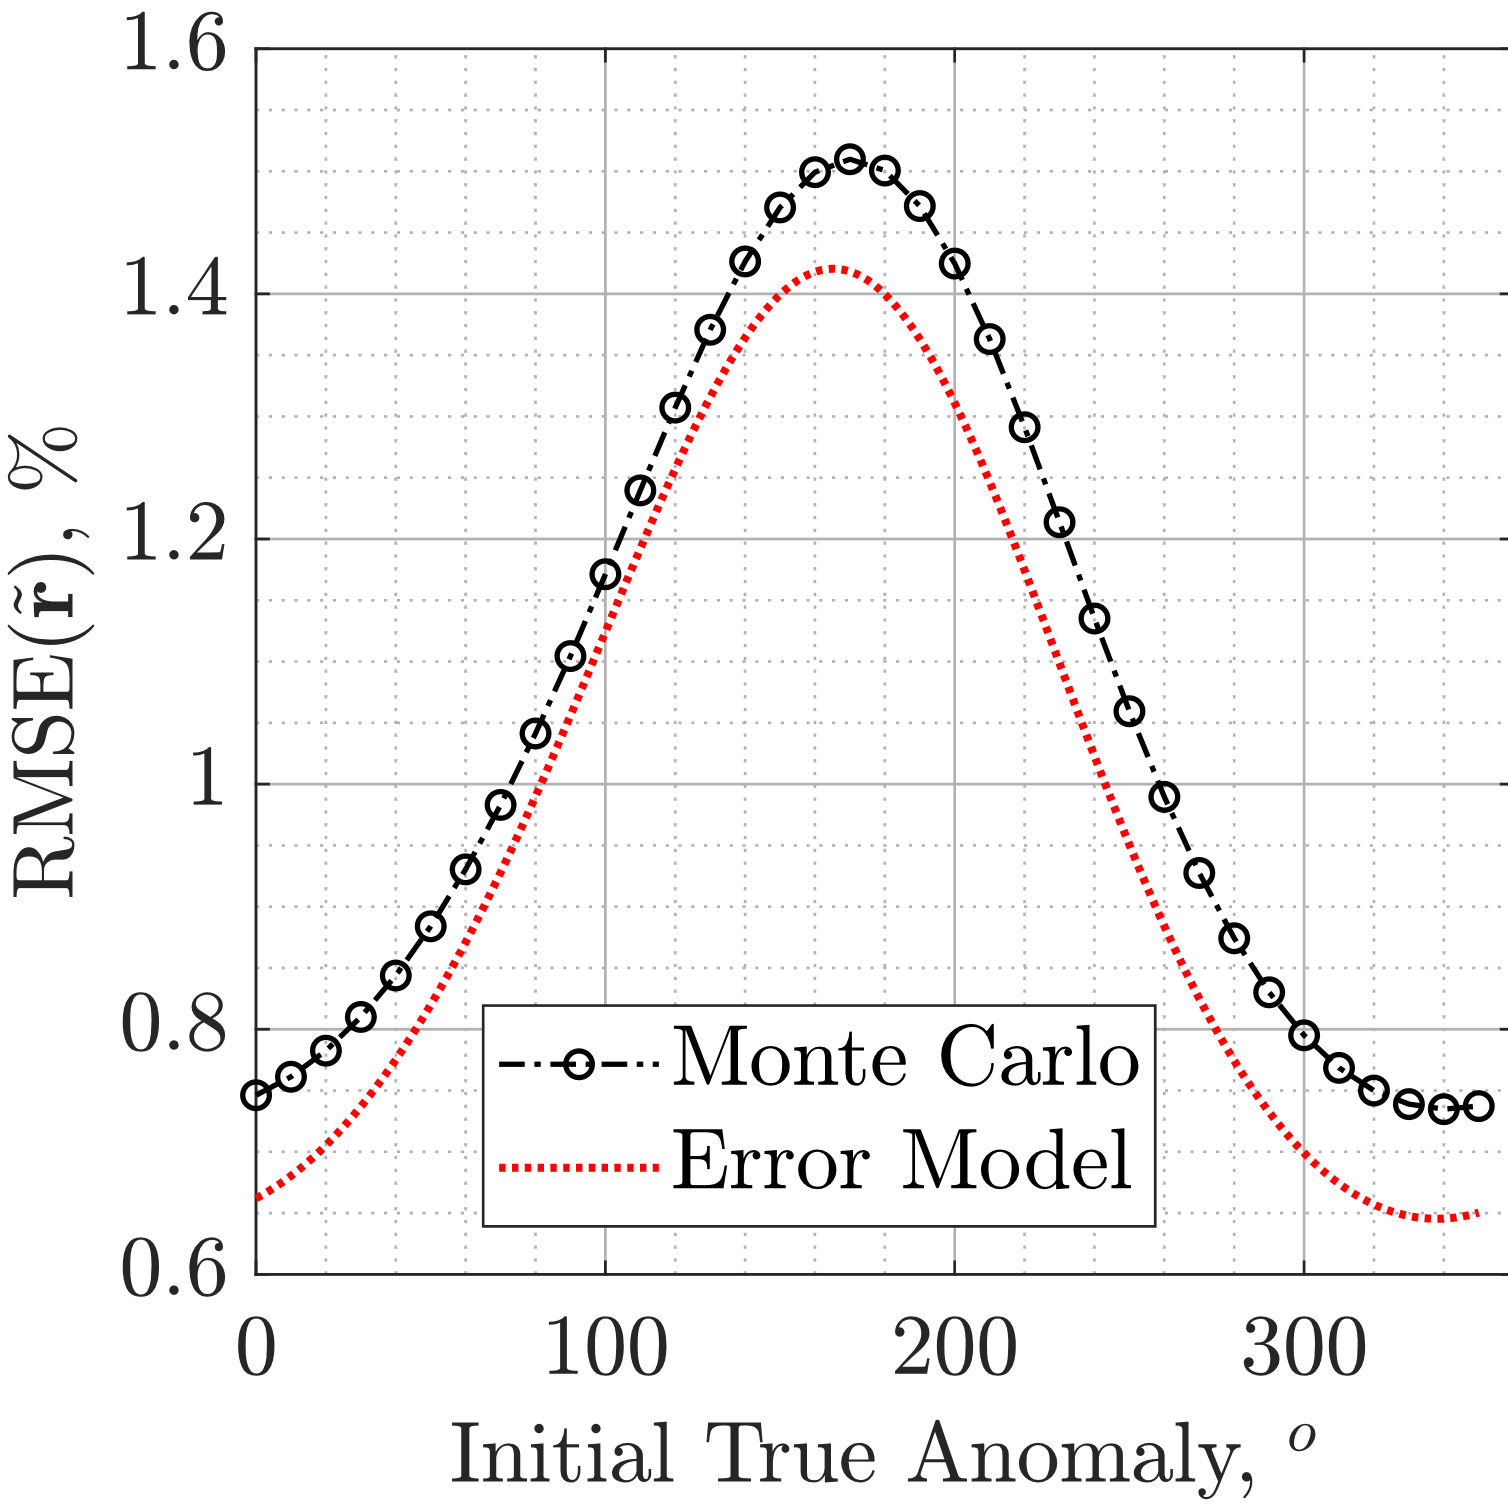 1.6
1.4
1.2
1
0.8
0.6
0
100
200
300
RMSE(r̃), %
Initial True Anomaly, °
Monte Carlo
Error Model